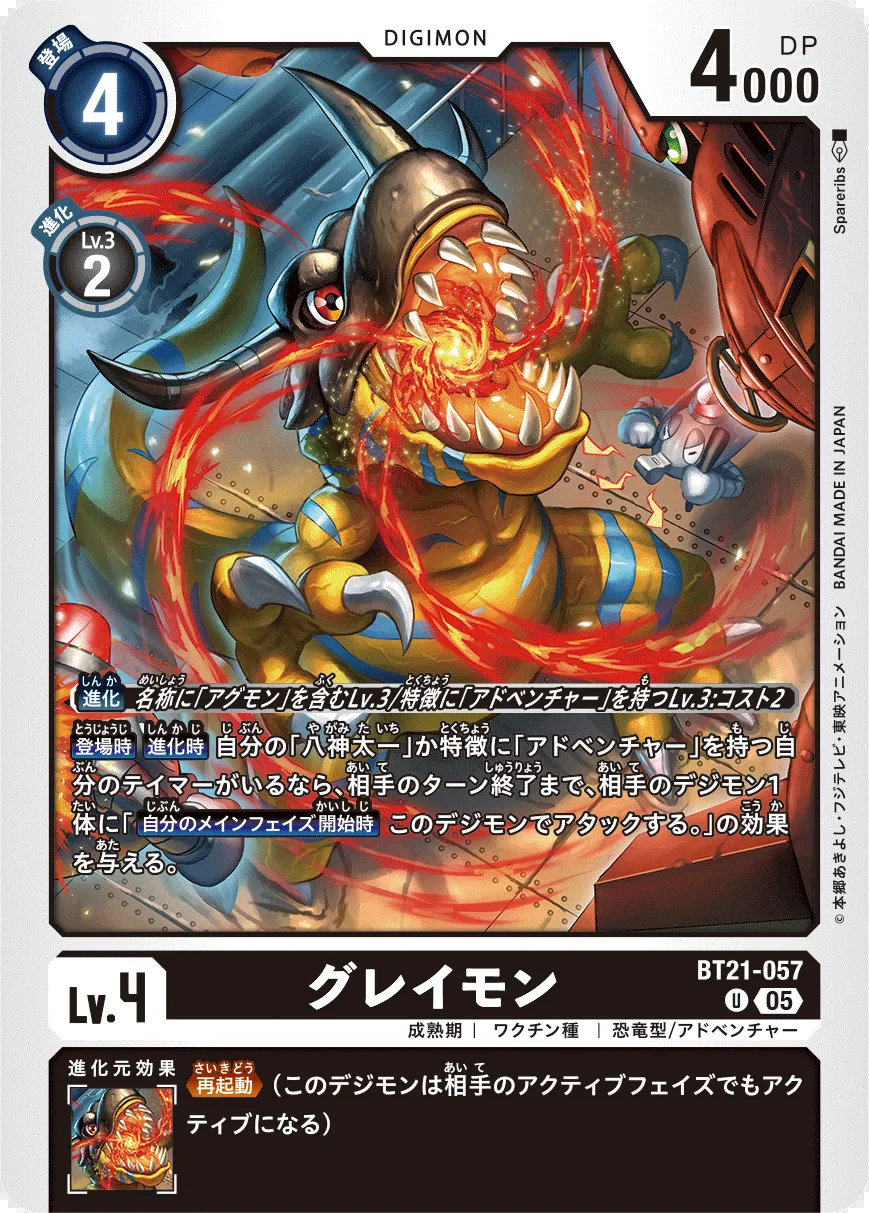 DIGIMON
登場
4
DP
4000
進化
Lv.3
2
Spareribs
BANDAI MADE IN JAPAN
© 本郷あきよし・フジテレビ・東映アニメーション
進化 名称に「アグモン」を含むLv.3/特徴に「アドベンチャー」を持つLv.3:コスト2
登場時 進化時 自分の「八神太一」か特徴に「アドベンチャー」を持つ自
分のテイマーがいるなら、相手のターン終了まで、相手のデジモン1
体に「自分のメインフェイズ開始時 このデジモンでアタックする。」の効果
を与える。
Lv.4
グレイモン
BT21-057
U 05
成熟期 | ワクチン種 | 恐竜型/アドベンチャー
進化元効果
再起動 (このデジモンは相手のアクティブフェイズでもアク
ティブになる)